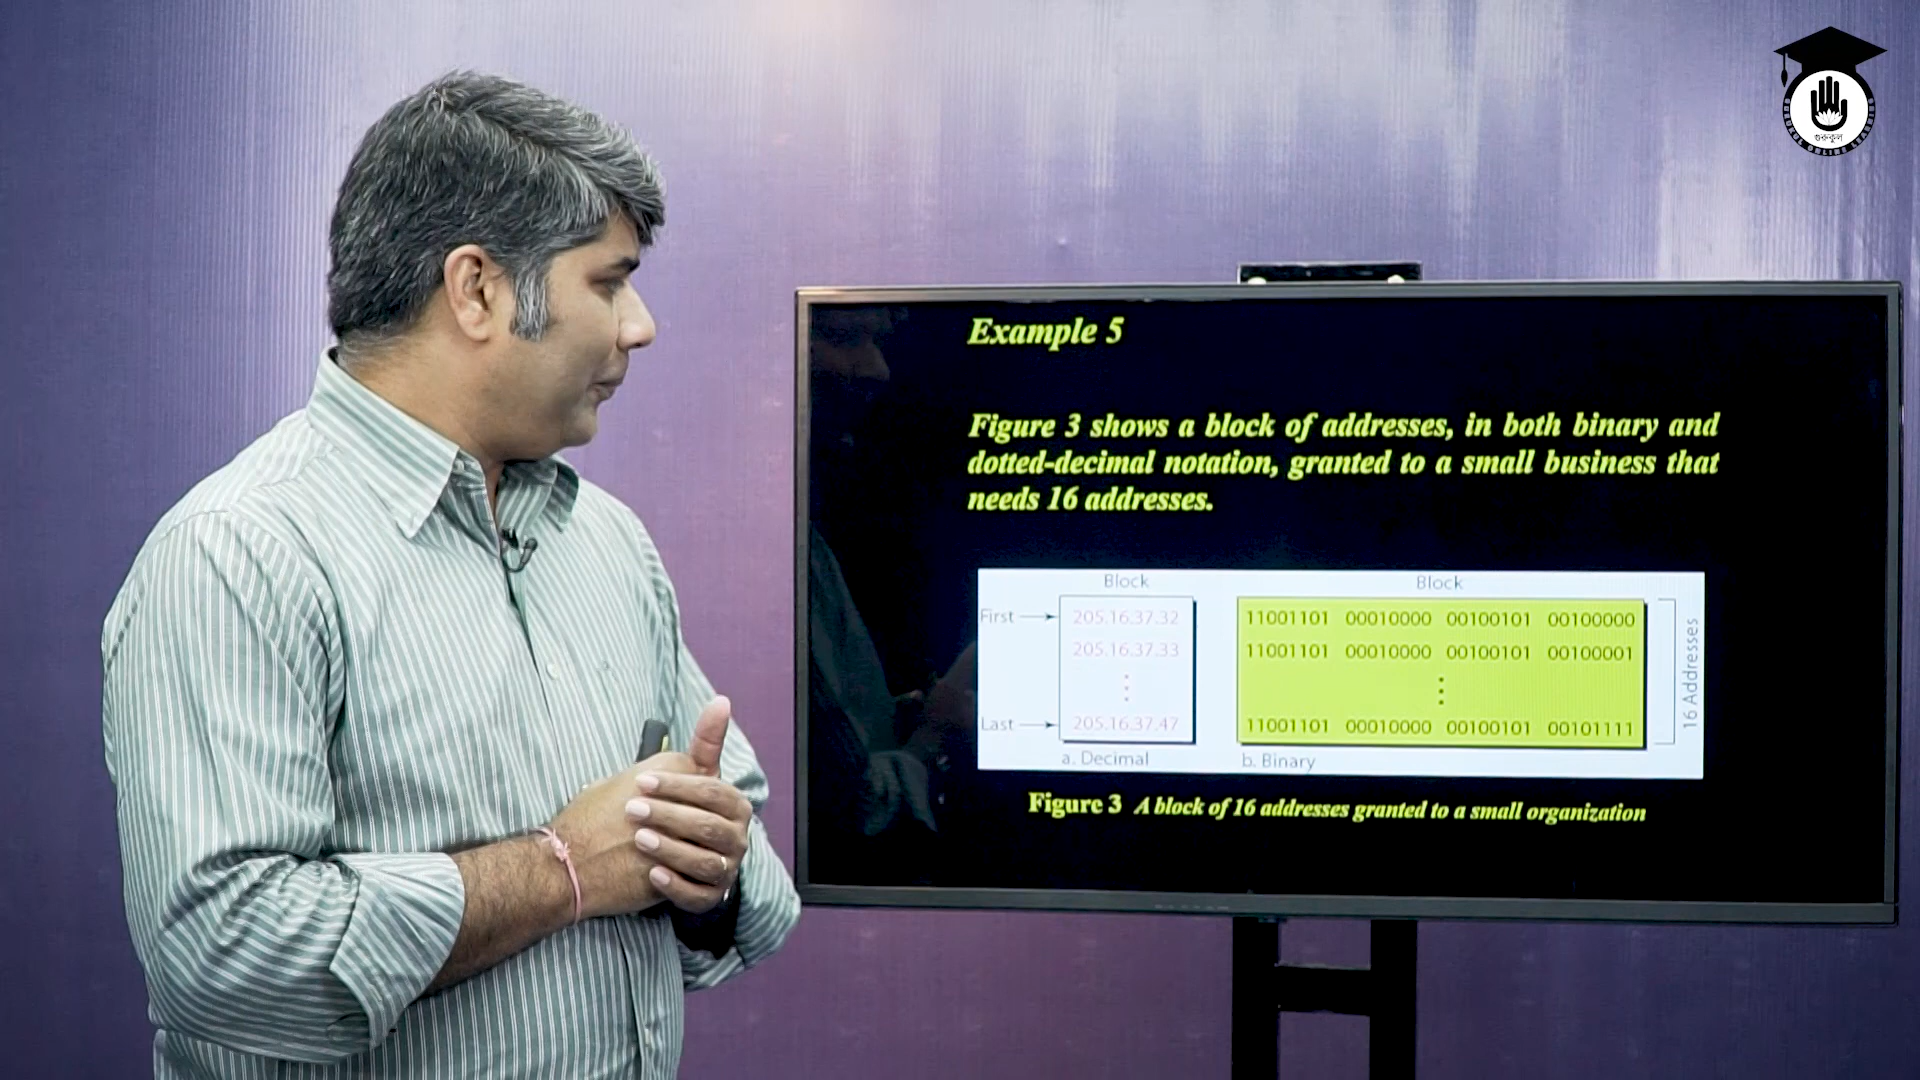 গুরুকুল
GURUKUL ONLINE LEARNING
Example 5
Figure 3 shows a block of addresses, in both binary and
dotted-decimal notation, granted to a small business that
needs 16 addresses.
Block
First
205.16.37.32
205.16.37.33
Last
205.16.37.47
a. Decimal
Block
11001101 00010000 00100101 00100000
11001101 00010000 00100101 00100001
11001101 00010000 00100101 00101111
b. Binary
16 Addresses
Figure 3 A block of 16 addresses granted to a small organization